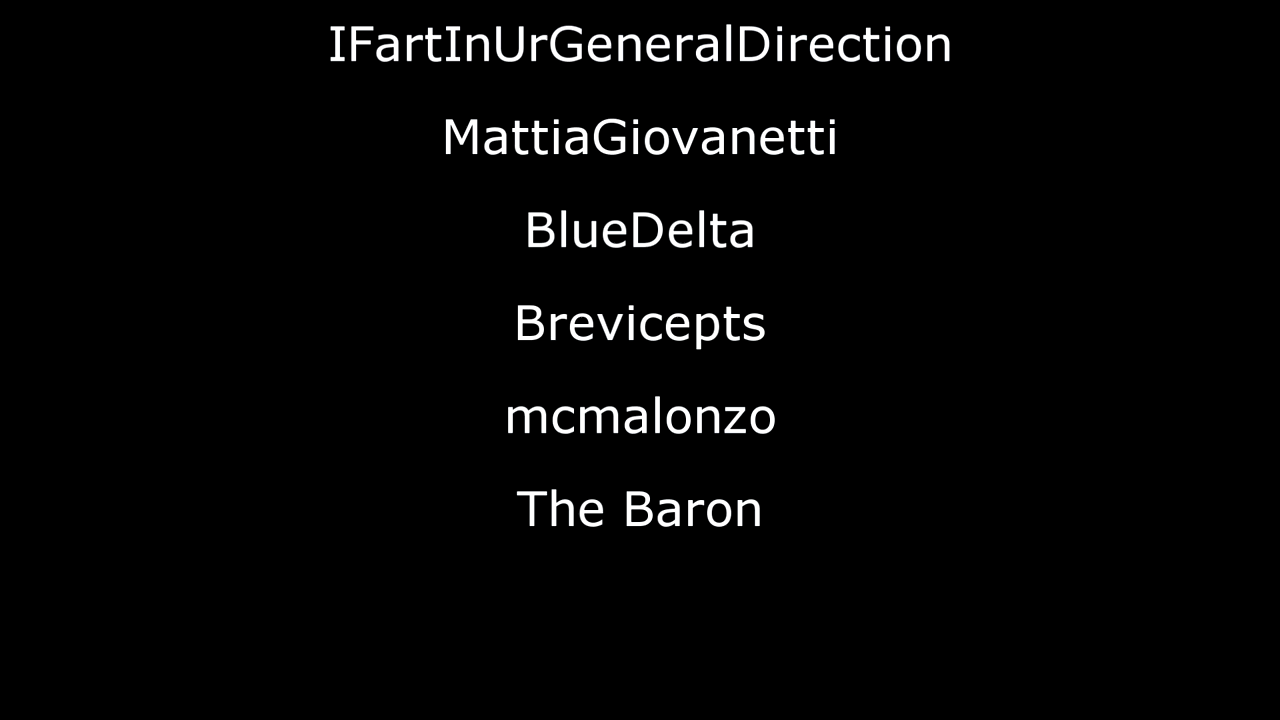 IFartInUrGeneralDirection
MattiaGiovanetti
BlueDelta
Brevicepts
mcmalonzo
The Baron